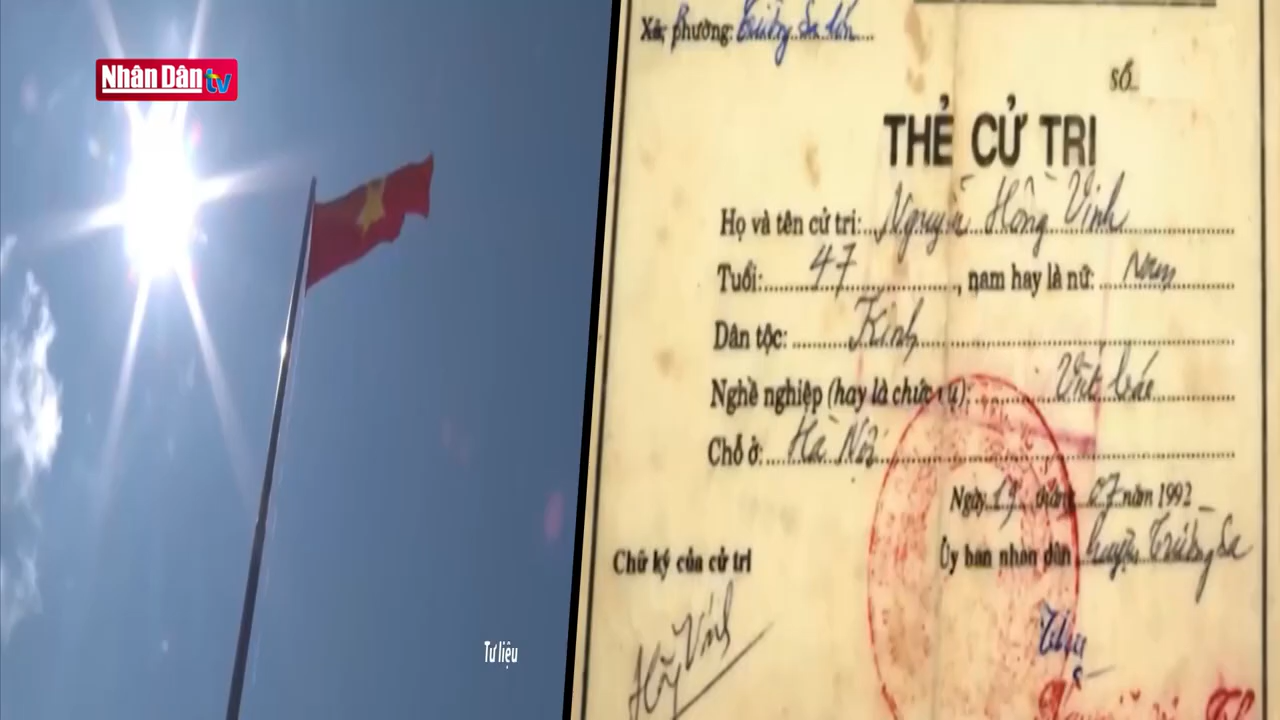 Nhân Dân tv
Tư liệu
Xã, phường: Trường Sa lớn
Số
THẺ CỬ TRI
Họ và tên cử tri: Nguyễn Hồng Vinh
Tuổi: 47, nam hay là nữ: Nam
Dân tộc: Kinh
Nghề nghiệp (hay là chức vụ): Viết báo
Chỗ ở: Hà Nội
Ngày 19 tháng 07 năm 1992
Chữ ký của cử tri
Ủy ban nhân dân huyện Trường Sa
Vinh